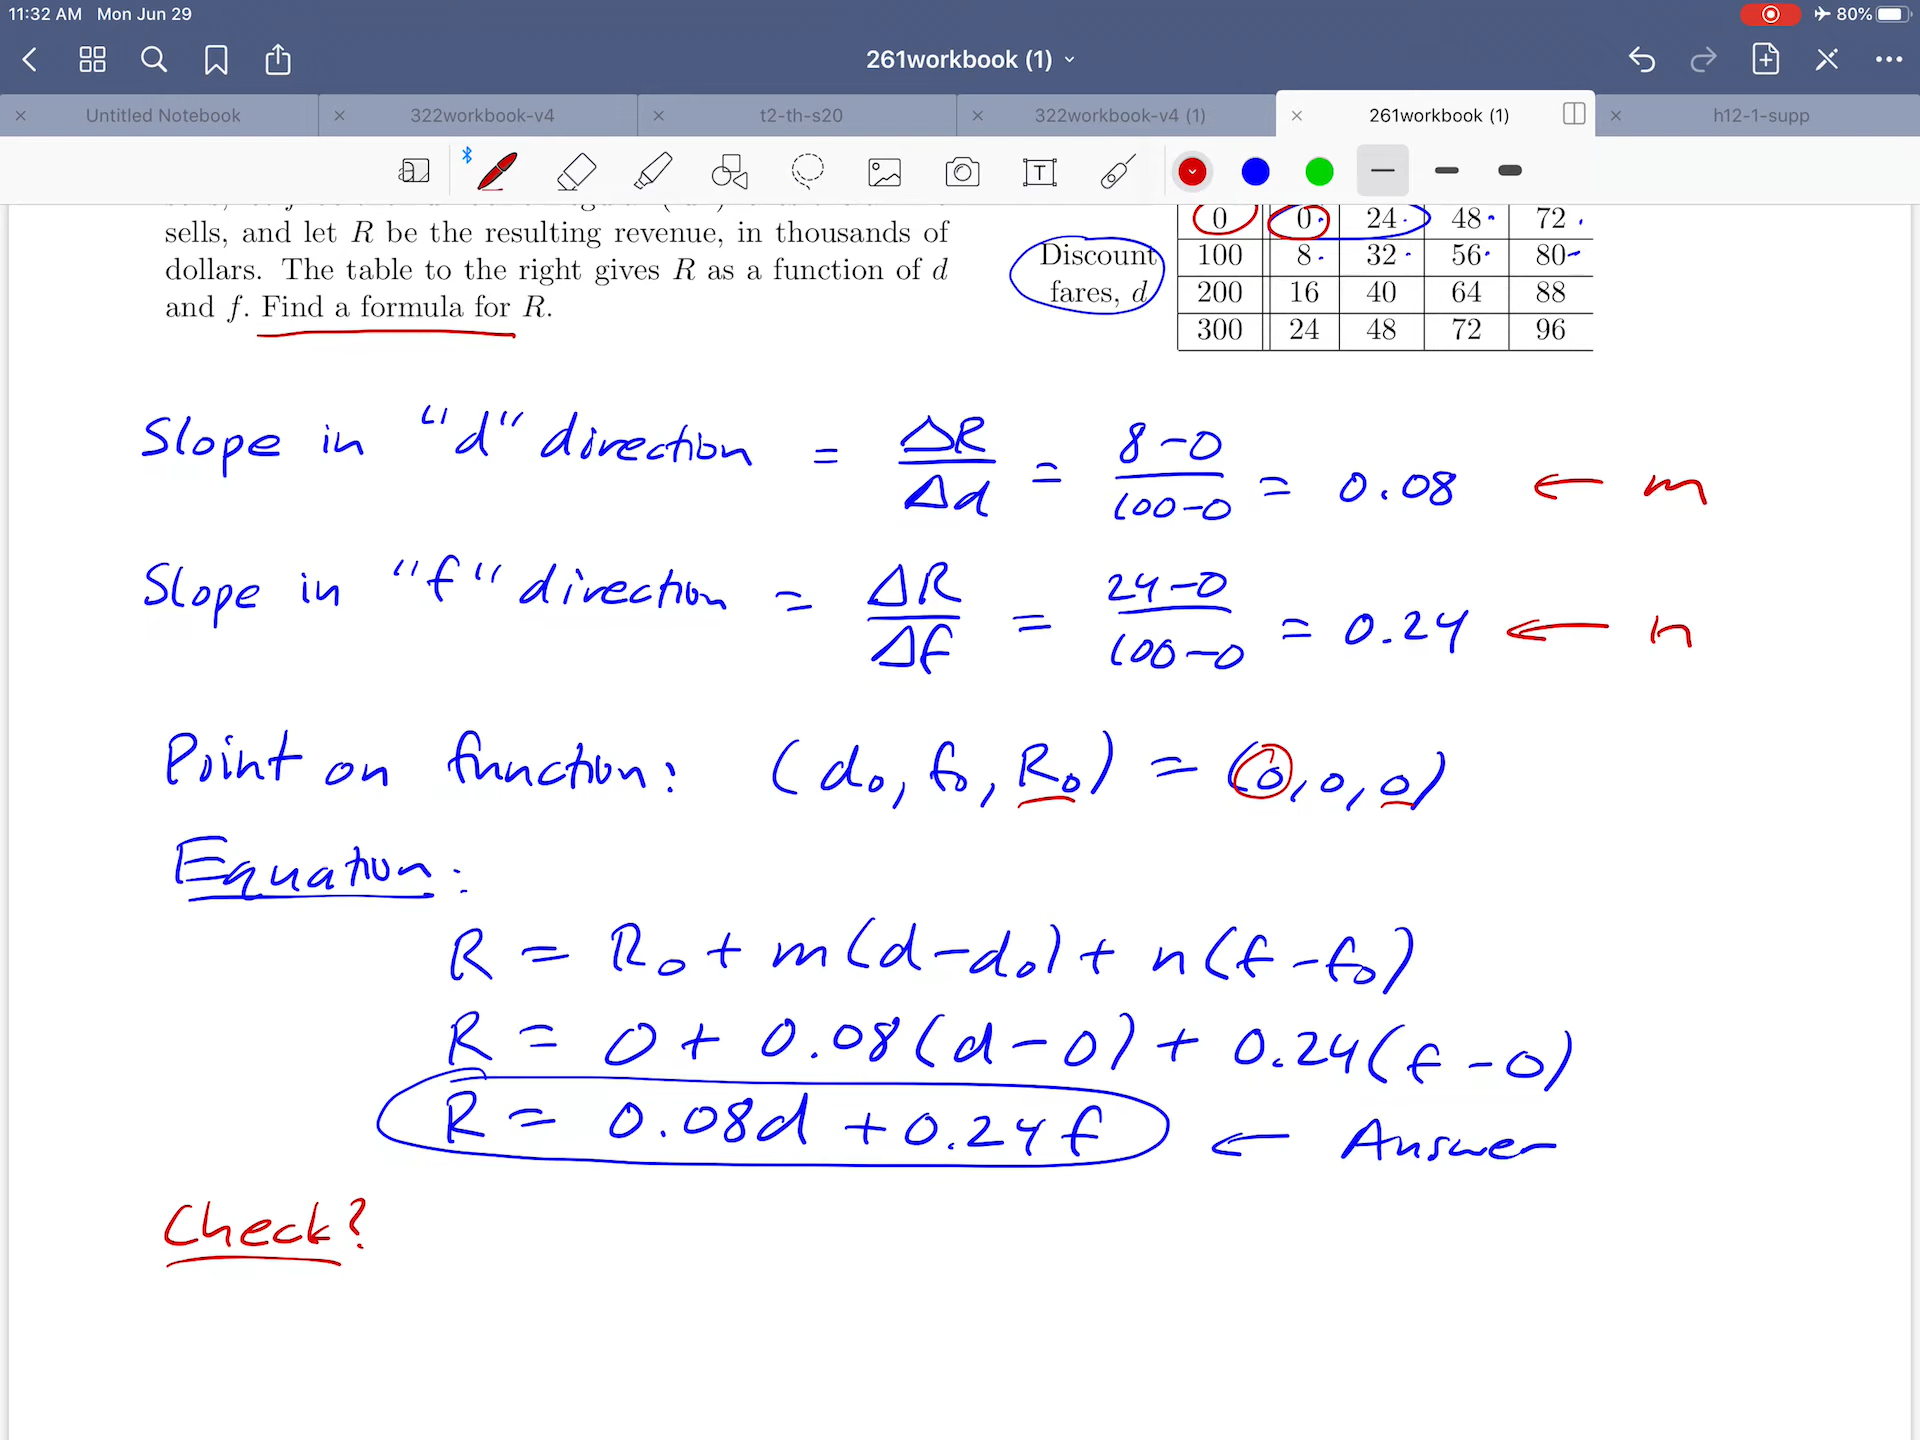 11:32 AM Mon Jun 29
80%
261workbook (1)
Untitled Notebook
322workbook-v4
t2-th-s20
322workbook-v4 (1)
261workbook (1)
h12-1-supp
sells, and let R be the resulting revenue, in thousands of
dollars. The table to the right gives R as a function of d
and f. Find a formula for R.
Discount
fares, d
0 0 24 48 72
100 8 32 56 80
200 16 40 64 88
300 24 48 72 96
Slope in "d" direction = ΔR/Δd = (8-0)/(100-0) = 0.08 ← m
Slope in "f" direction = ΔR/Δf = (24-0)/(100-0) = 0.24 ← n
Point on function: (d₀, f₀, R₀) = (0, 0, 0)
Equation:
R = R₀ + m(d-d₀) + n(f-f₀)
R = 0 + 0.08(d-0) + 0.24(f-0)
R = 0.08d + 0.24f ← Answer
Check?